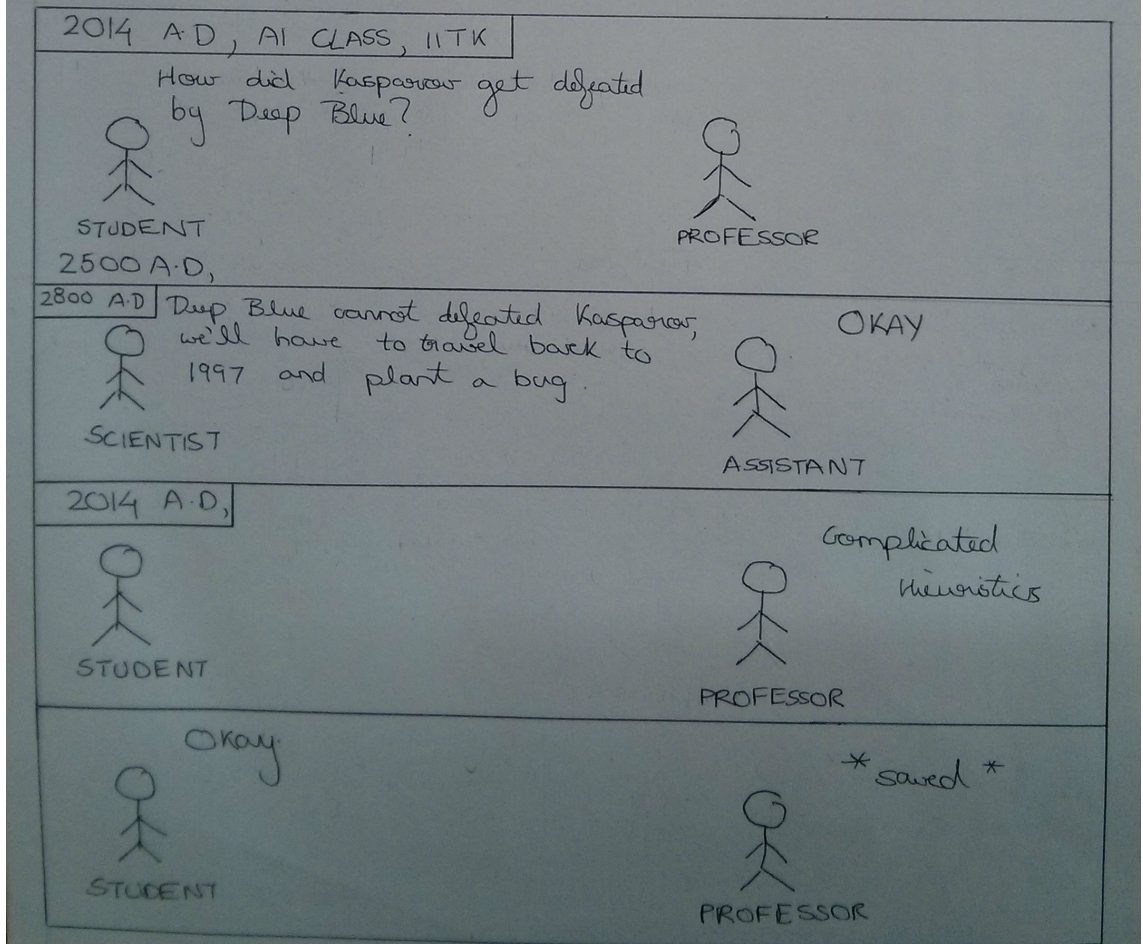 2014 A.D, AI CLASS, IITK
How did Kasparov get defeated
by Deep Blue?
STUDENT
PROFESSOR
2500 A.D,
2800 A.D
Deep Blue cannot defeated Kasparov,
we'll have to travel back to
1997 and plant a bug.
OKAY
SCIENTIST
ASSISTANT
2014 A.D,
Complicated
Hieuristics
STUDENT
PROFESSOR
Okay.
*saved*
STUDENT
PROFESSOR